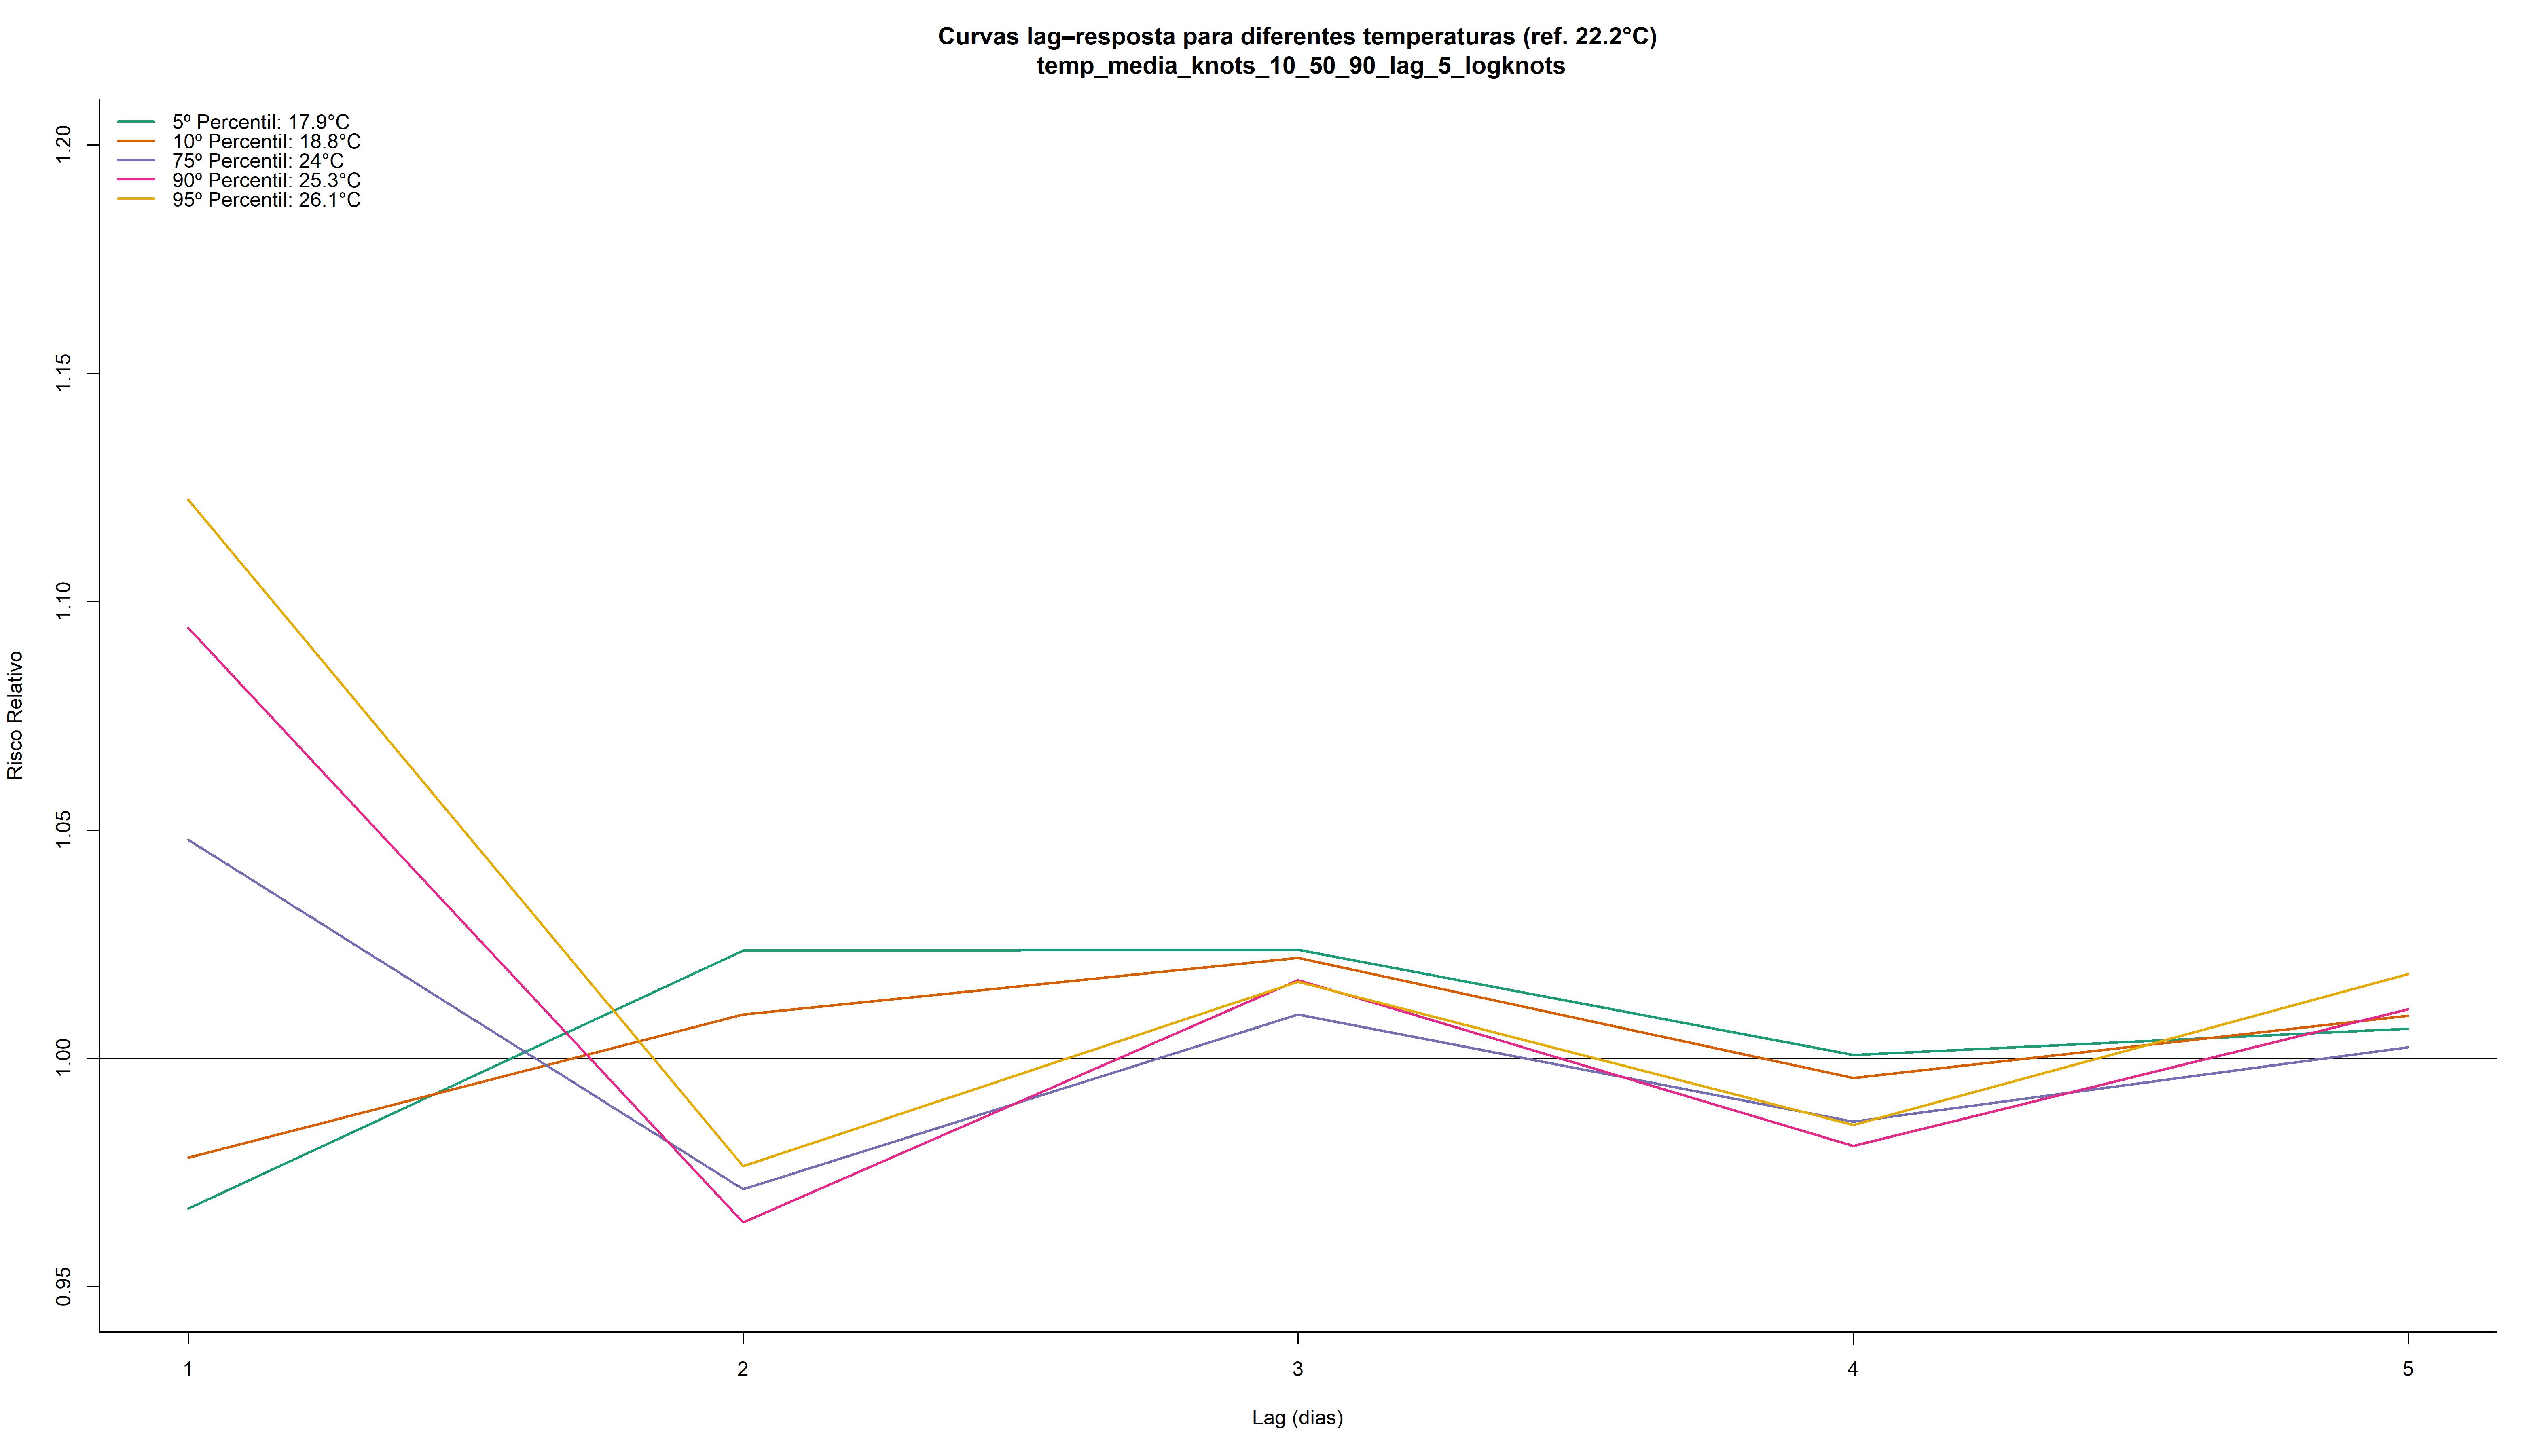 Curvas lag–resposta para diferentes temperaturas (ref. 22.2°C)
temp_media_knots_10_50_90_lag_5_logknots
5º Percentil: 17.9°C
10º Percentil: 18.8°C
75º Percentil: 24°C
90º Percentil: 25.3°C
95º Percentil: 26.1°C
1.20
1.15
1.10
1.05
1.00
0.95
Risco Relativo
1 2 3 4 5
Lag (dias)